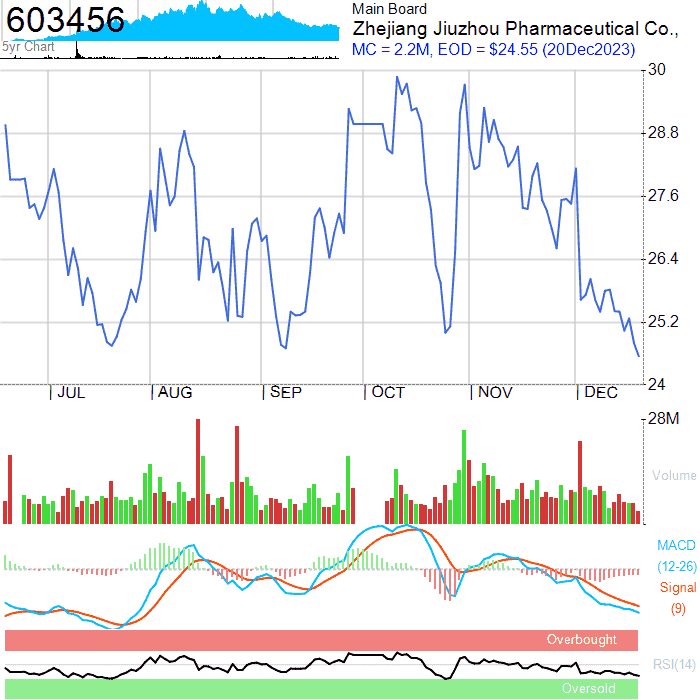 603456
5yr Chart
Main Board
Zhejiang Jiuzhou Pharmaceutical Co.,
MC = 2.2M, EOD = $24.55 (20Dec2023)
30
28.8
27.6
26.4
25.2
24
JUL AUG SEP OCT NOV DEC
28M
Volume
MACD
(12-26)
Signal
(9)
Overbought
RSI(14)
Oversold